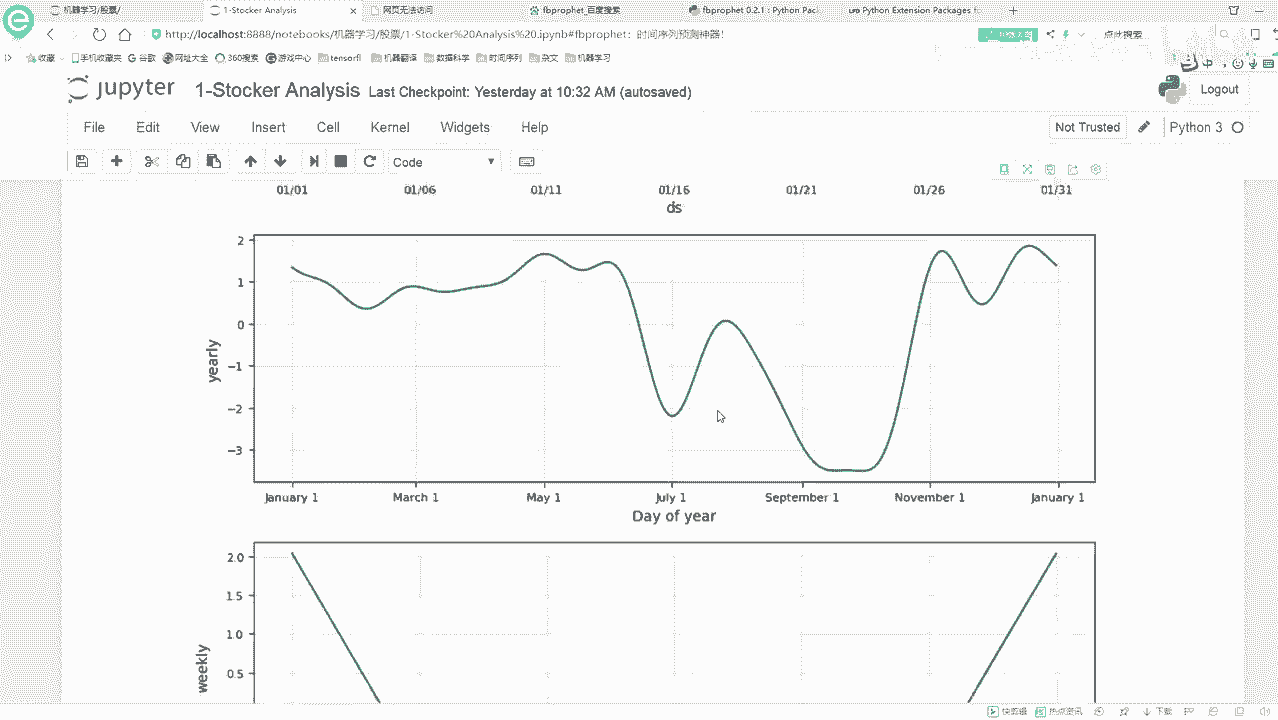 机器学习/股票/
1-Stocker Analysis
网页无法访问
fbprophet_百度搜索
fbprophet 0.2.1 : Python Pacl
Python Extension Packages fo
http://localhost:8888/notebooks/机器学习/股票/1-Stocker%20Analysis%20.ipynb#fbprophet：时间序列预测神器！
点此搜索
收藏
手机收藏夹
谷歌
网址大全
360搜索
游戏中心
tensorfl
机器翻译
数据科学
时间序列
杂文
机器学习
jupyter
1-Stocker Analysis
Last Checkpoint: Yesterday at 10:32 AM (autosaved)
Logout
File
Edit
View
Insert
Cell
Kernel
Widgets
Help
Not Trusted
Python 3
Code
01/01
01/06
01/11
01/16
01/21
01/26
01/31
ds
2
1
0
−1
−2
−3
yearly
January 1
March 1
May 1
July 1
September 1
November 1
January 1
Day of year
2.0
1.5
1.0
0.5
weekly
快剪辑
热点资讯
下载